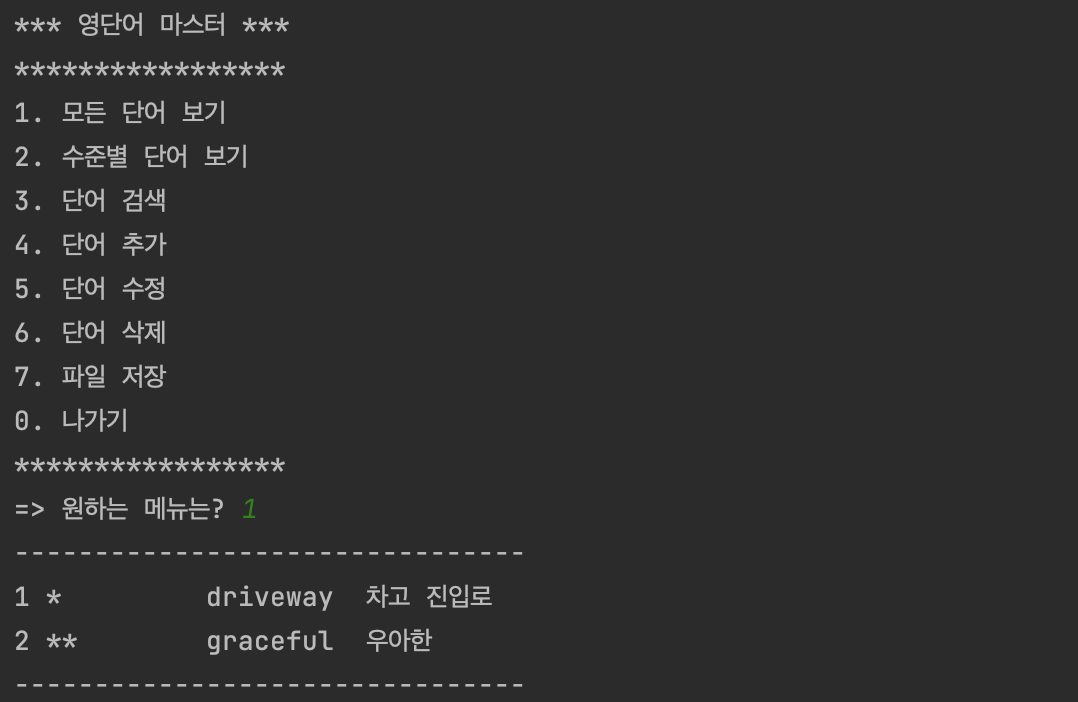 *** 영단어 마스터 ***
*****************
1. 모든 단어 보기
2. 수준별 단어 보기
3. 단어 검색
4. 단어 추가
5. 단어 수정
6. 단어 삭제
7. 파일 저장
0. 나가기
*****************
=> 원하는 메뉴는? 1
--------------------------------
1 *         driveway  차고 진입로
2 **        graceful  우아한
--------------------------------